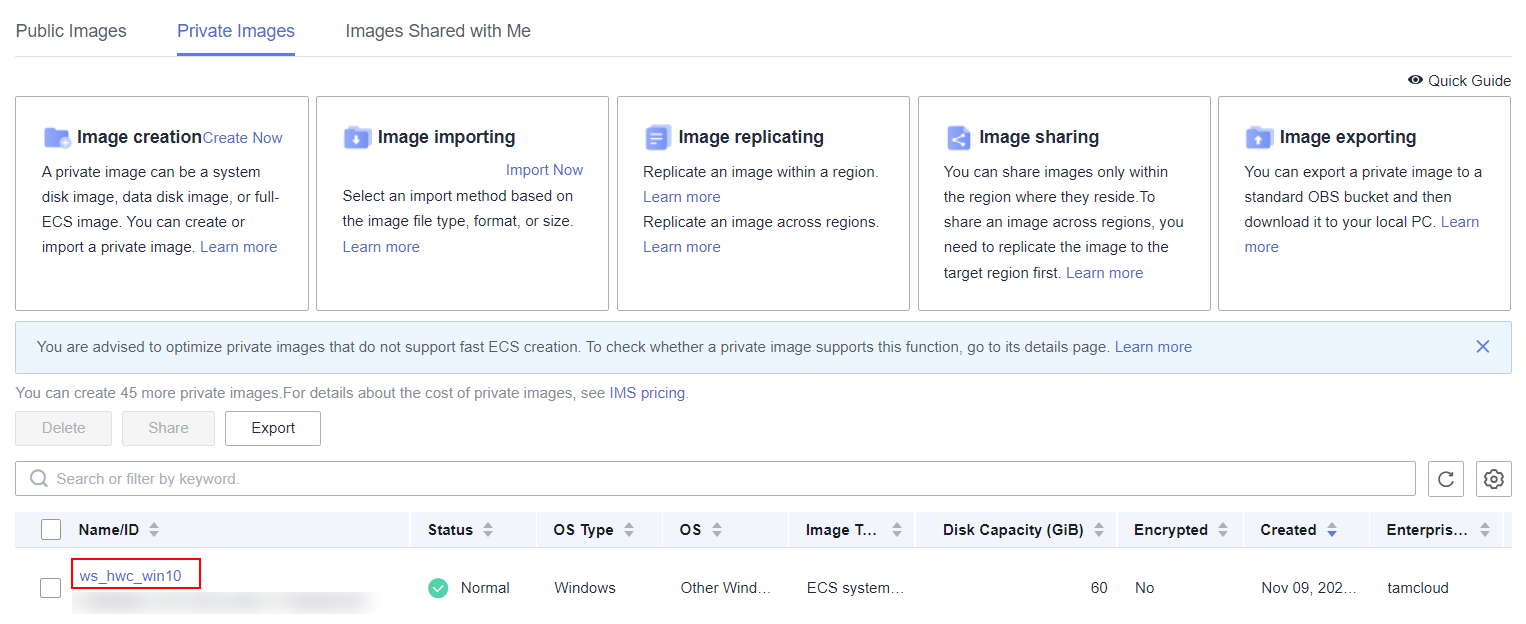 Public Images
Private Images
Images Shared with Me
Quick Guide
Image creation Create Now
A private image can be a system
disk image, data disk image, or full-
ECS image. You can create or
import a private image. Learn more
Image importing
Import Now
Select an import method based on
the image file type, format, or size.
Learn more
Image replicating
Replicate an image within a region.
Learn more
Replicate an image across regions.
Learn more
Image sharing
You can share images only within
the region where they reside.To
share an image across regions, you
need to replicate the image to the
target region first. Learn more
Image exporting
You can export a private image to a
standard OBS bucket and then
download it to your local PC. Learn
more
You are advised to optimize private images that do not support fast ECS creation. To check whether a private image supports this function, go to its details page. Learn more
You can create 45 more private images.For details about the cost of private images, see IMS pricing.
Delete
Share
Export
Search or filter by keyword.
Name/ID Status OS Type OS Image T... Disk Capacity (GiB) Encrypted Created Enterpris...
ws_hwc_win10
Normal Windows Other Wind... ECS system... 60 No Nov 09, 202... tamcloud